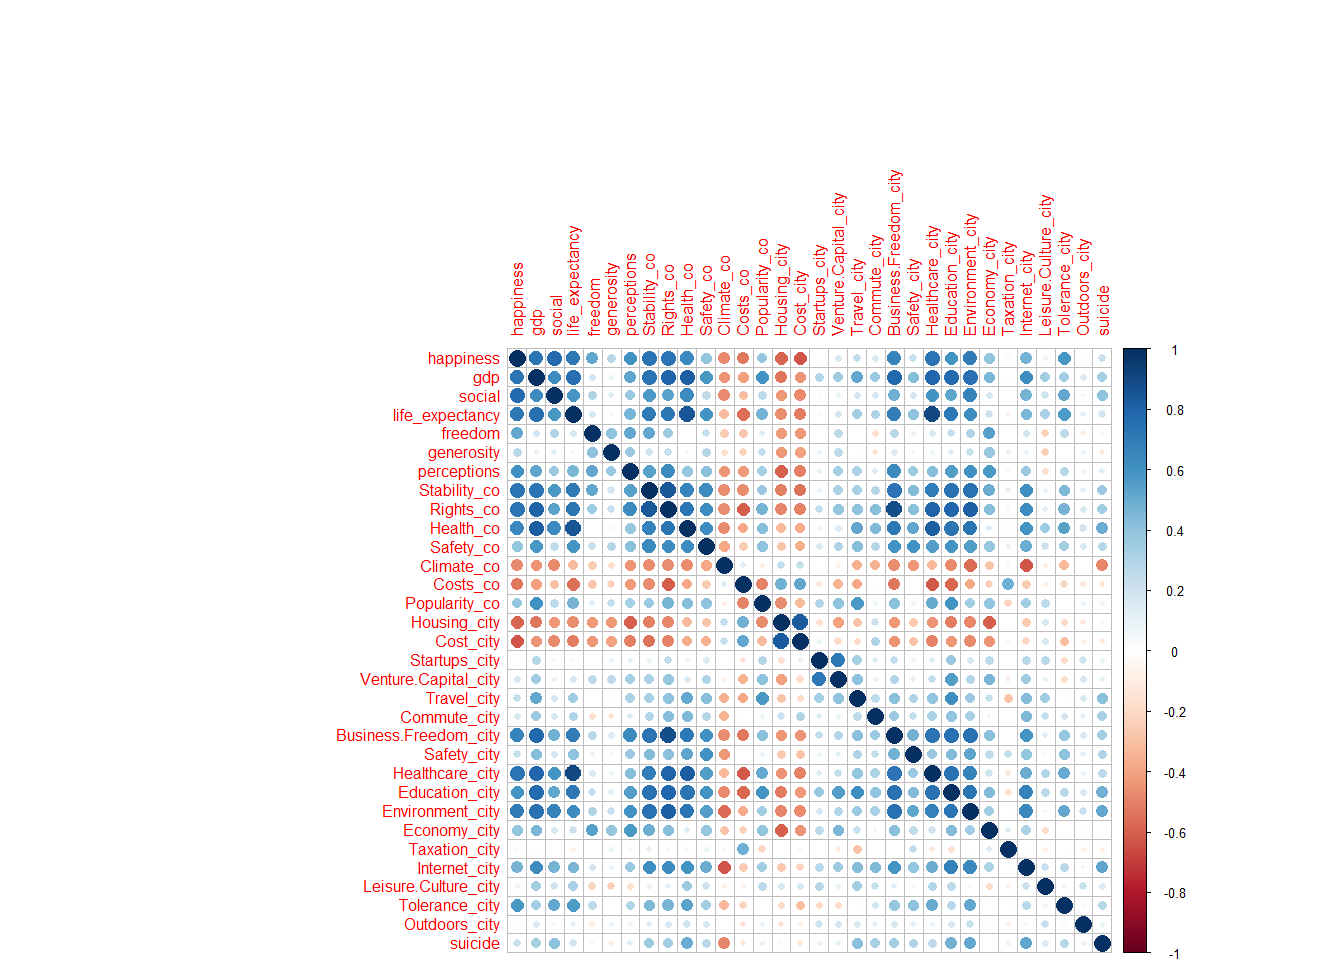 happiness
gdp
social
life_expectancy
freedom
generosity
perceptions
Stability_co
Rights_co
Health_co
Safety_co
Climate_co
Costs_co
Popularity_co
Housing_city
Cost_city
Startups_city
Venture.Capital_city
Travel_city
Commute_city
Business.Freedom_city
Safety_city
Healthcare_city
Education_city
Environment_city
Economy_city
Taxation_city
Internet_city
Leisure.Culture_city
Tolerance_city
Outdoors_city
suicide
happiness
gdp
social
life_expectancy
freedom
generosity
perceptions
Stability_co
Rights_co
Health_co
Safety_co
Climate_co
Costs_co
Popularity_co
Housing_city
Cost_city
Startups_city
Venture.Capital_city
Travel_city
Commute_city
Business.Freedom_city
Safety_city
Healthcare_city
Education_city
Environment_city
Economy_city
Taxation_city
Internet_city
Leisure.Culture_city
Tolerance_city
Outdoors_city
suicide
1
0.8
0.6
0.4
0.2
0
-0.2
-0.4
-0.6
-0.8
-1